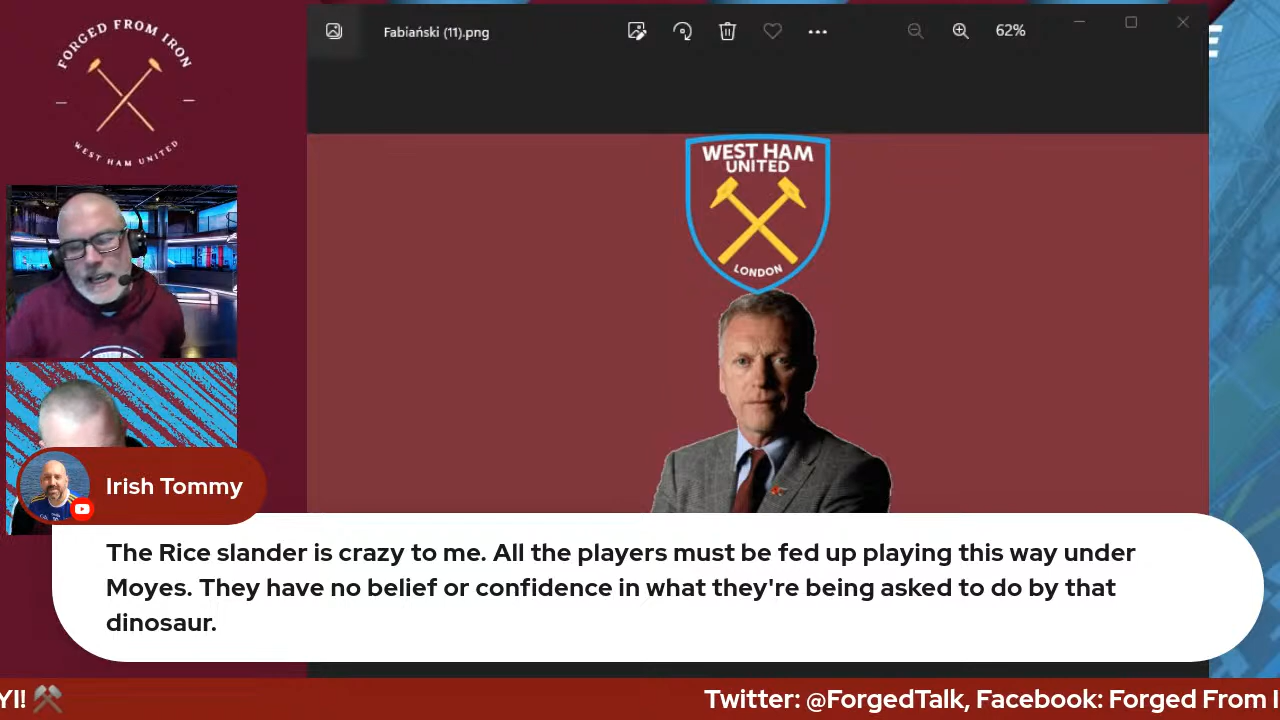 FORGED FROM IRON
WEST HAM UNITED
Fabiański (11).png
62%
WEST HAM
UNITED
LONDON
Irish Tommy
The Rice slander is crazy to me. All the players must be fed up playing this way under
Moyes. They have no belief or confidence in what they're being asked to do by that
dinosaur.
YI! ⚒️
Twitter: @ForgedTalk, Facebook: Forged From I